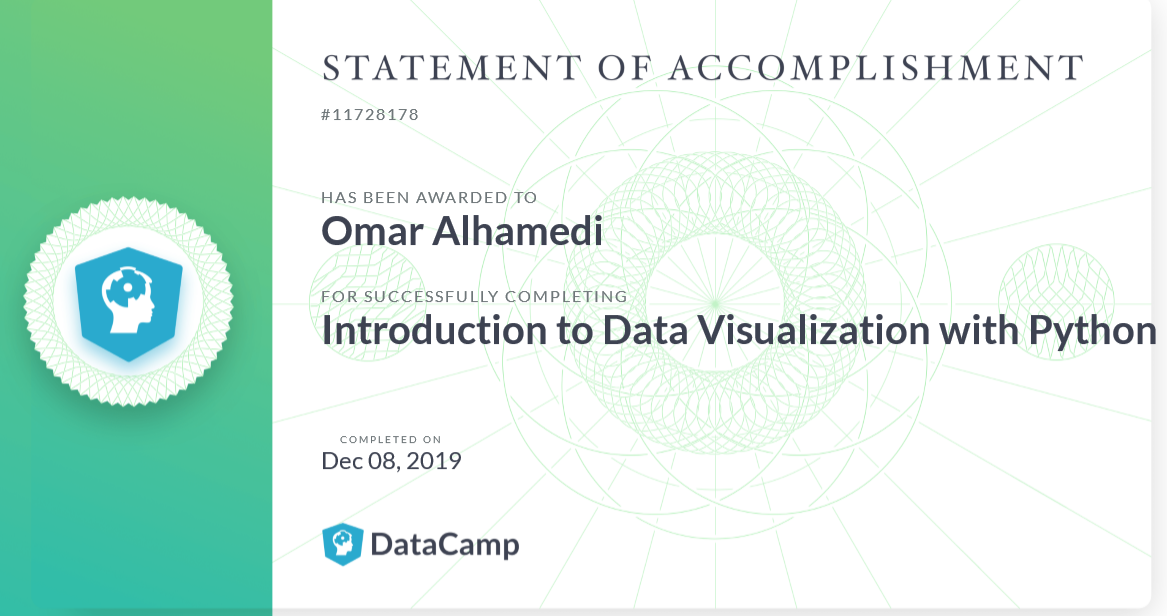 STATEMENT OF ACCOMPLISHMENT
#11728178
HAS BEEN AWARDED TO
Omar Alhamedi
FOR SUCCESSFULLY COMPLETING
Introduction to Data Visualization with Python
COMPLETED ON
Dec 08, 2019
DataCamp